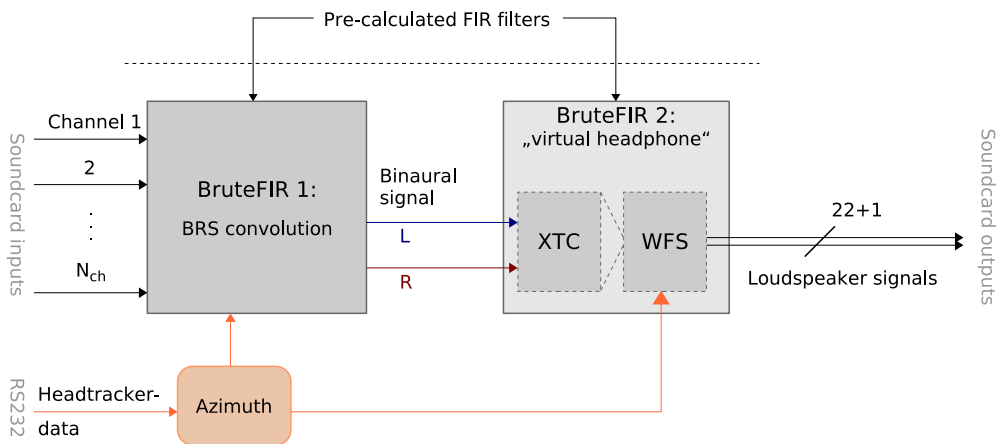 Pre-calculated FIR filters
Soundcard inputs
Channel 1
2
N_ch
BruteFIR 1:
BRS convolution
Binaural
signal
L
R
BruteFIR 2:
„virtual headphone“
XTC
WFS
22+1
Loudspeaker signals
Soundcard outputs
RS232
Headtracker-
data
Azimuth